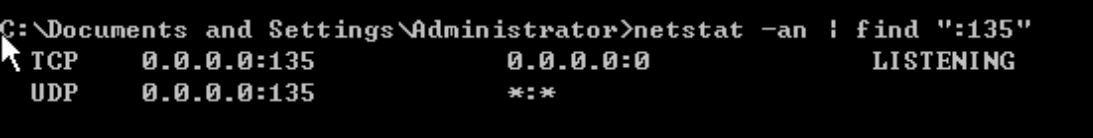 C:\Documents and Settings\Administrator>netstat -an | find ":135"
TCP 0.0.0.0:135 0.0.0.0:0 LISTENING
UDP 0.0.0.0:135 *:*